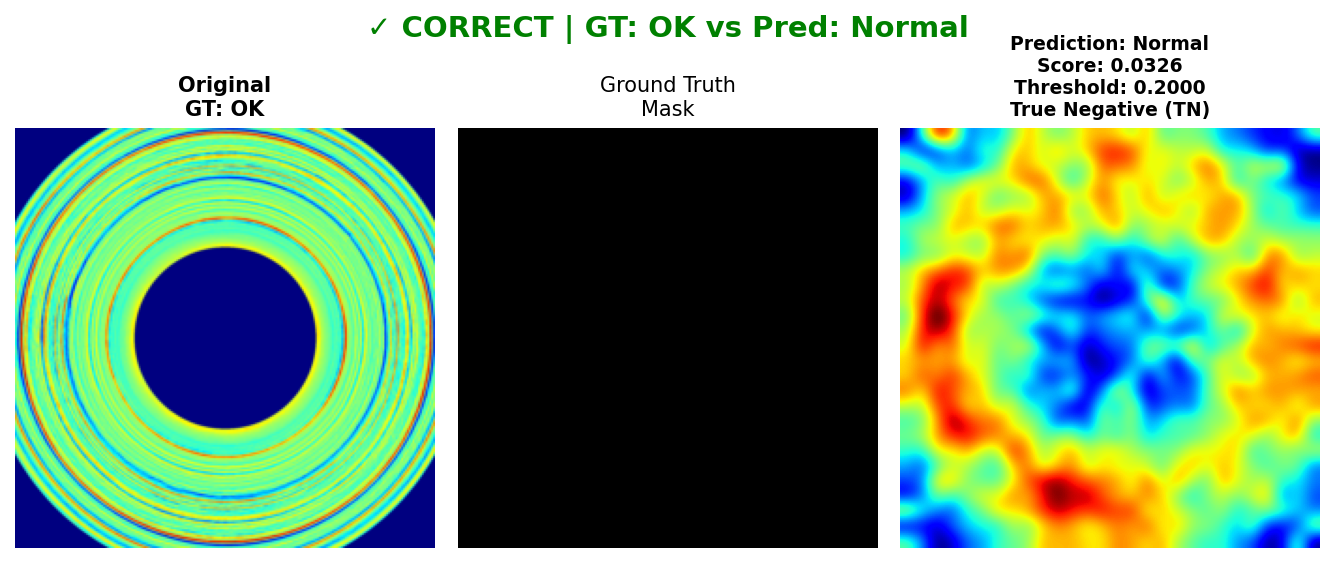 ✓ CORRECT | GT: OK vs Pred: Normal
Original
GT: OK
Ground Truth
Mask
Prediction: Normal
Score: 0.0326
Threshold: 0.2000
True Negative (TN)